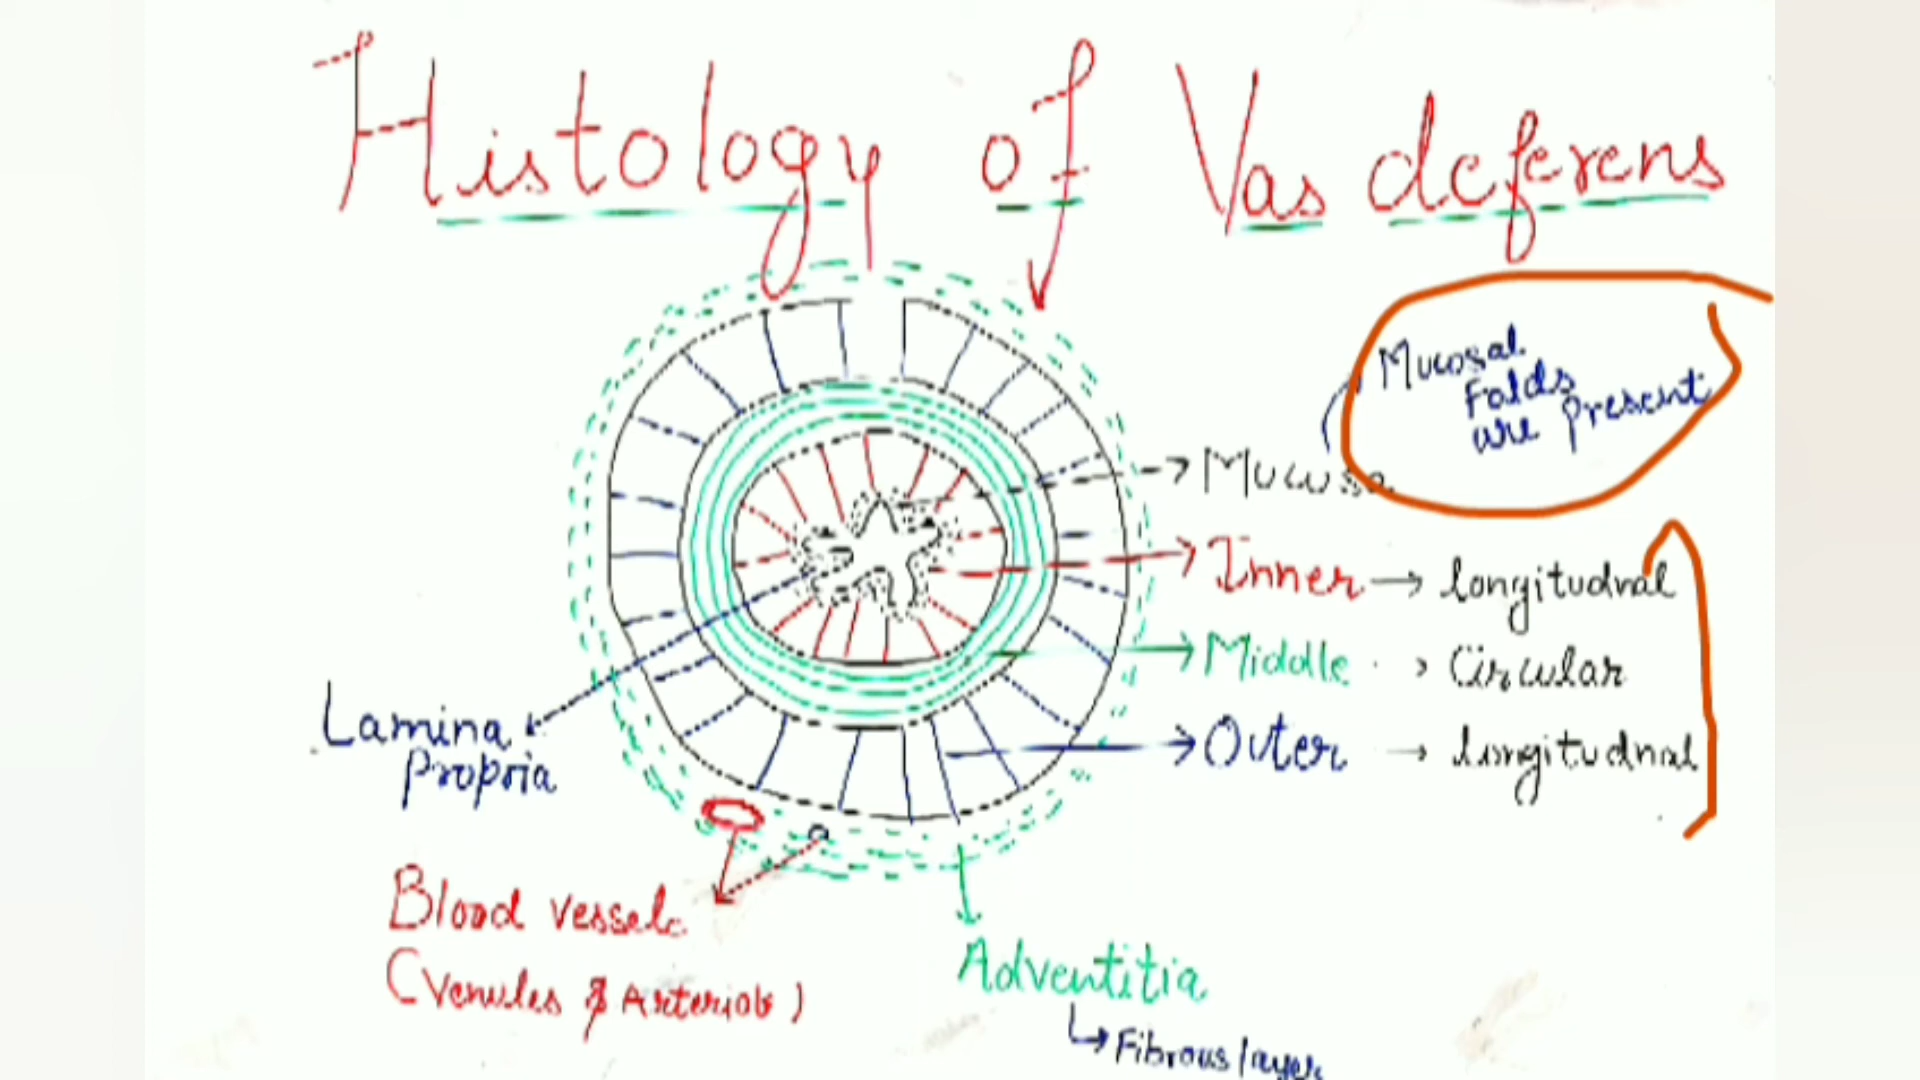 Histology of Vas deferens
Mucosal
Folds
are Present
Mucosa
Inner → longitudnal
Middle → Circular
Outer → longitudnal
Lamina
Propria
Blood vessels
(Venules & Arteriols)
Adventitia
Fibrous layer